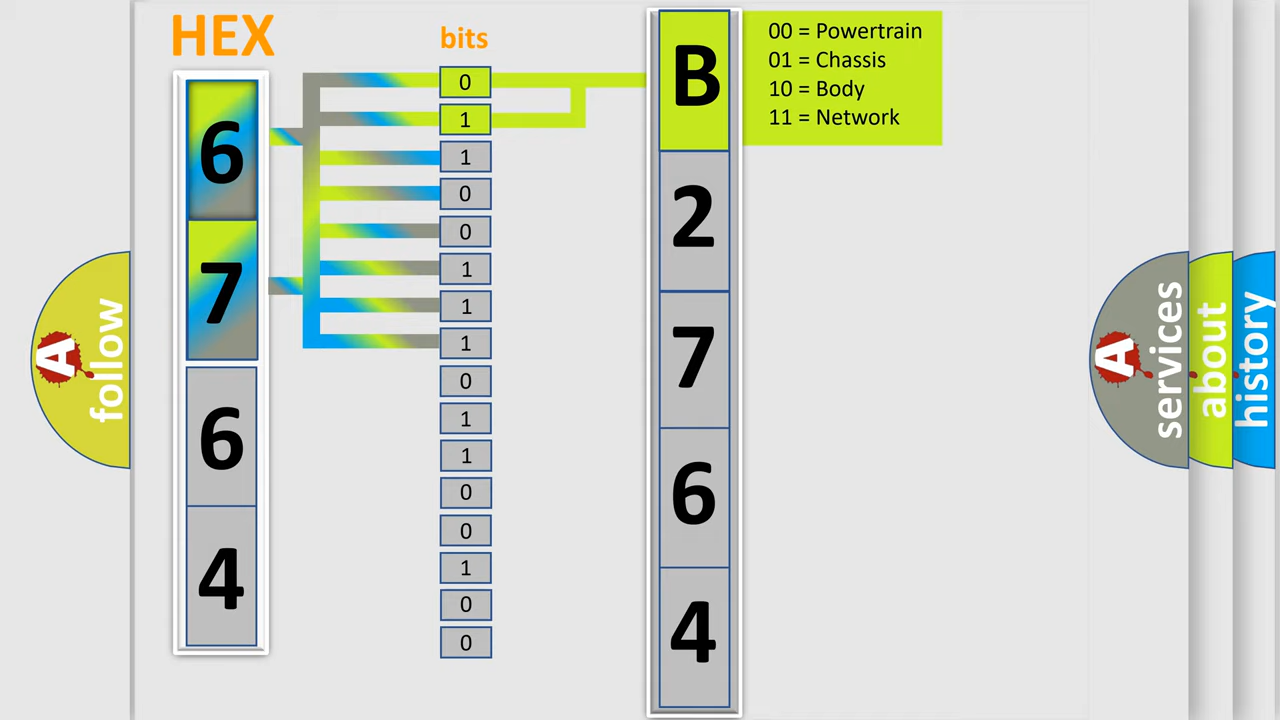 HEX
bits
6
7
6
4
0
1
1
0
0
1
1
1
0
1
1
0
0
1
0
0
B
2
7
6
4
00 = Powertrain
01 = Chassis
10 = Body
11 = Network
A
follow
A
services
about
history